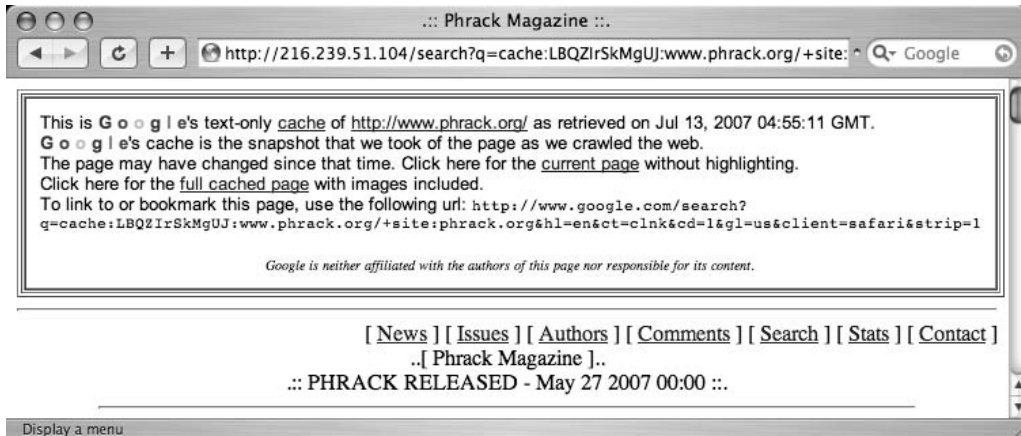 .:: Phrack Magazine ::.
http://216.239.51.104/search?q=cache:LBQZIrSkMgUJ:www.phrack.org/+site:
Google
This is Google's text-only cache of http://www.phrack.org/ as retrieved on Jul 13, 2007 04:55:11 GMT.
Google's cache is the snapshot that we took of the page as we crawled the web.
The page may have changed since that time. Click here for the current page without highlighting.
Click here for the full cached page with images included.
To link to or bookmark this page, use the following url: http://www.google.com/search?
q=cache:LBQZIrSkMgUJ:www.phrack.org/+site:phrack.org&hl=en&ct=clnk&cd=1&gl=us&client=safari&strip=1
Google is neither affiliated with the authors of this page nor responsible for its content.
[ News ] [ Issues ] [ Authors ] [ Comments ] [ Search ] [ Stats ] [ Contact ]
..[ Phrack Magazine ]..
.:: PHRACK RELEASED - May 27 2007 00:00 ::.
Display a menu